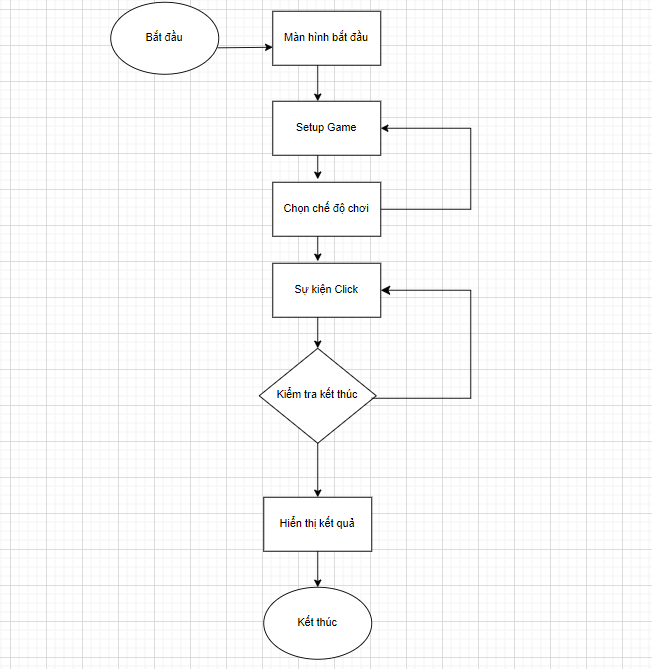 Bắt đầu
Màn hình bắt đầu
Setup Game
Chọn chế độ chơi
Sự kiện Click
Kiểm tra kết thúc
Hiển thị kết quả
Kết thúc